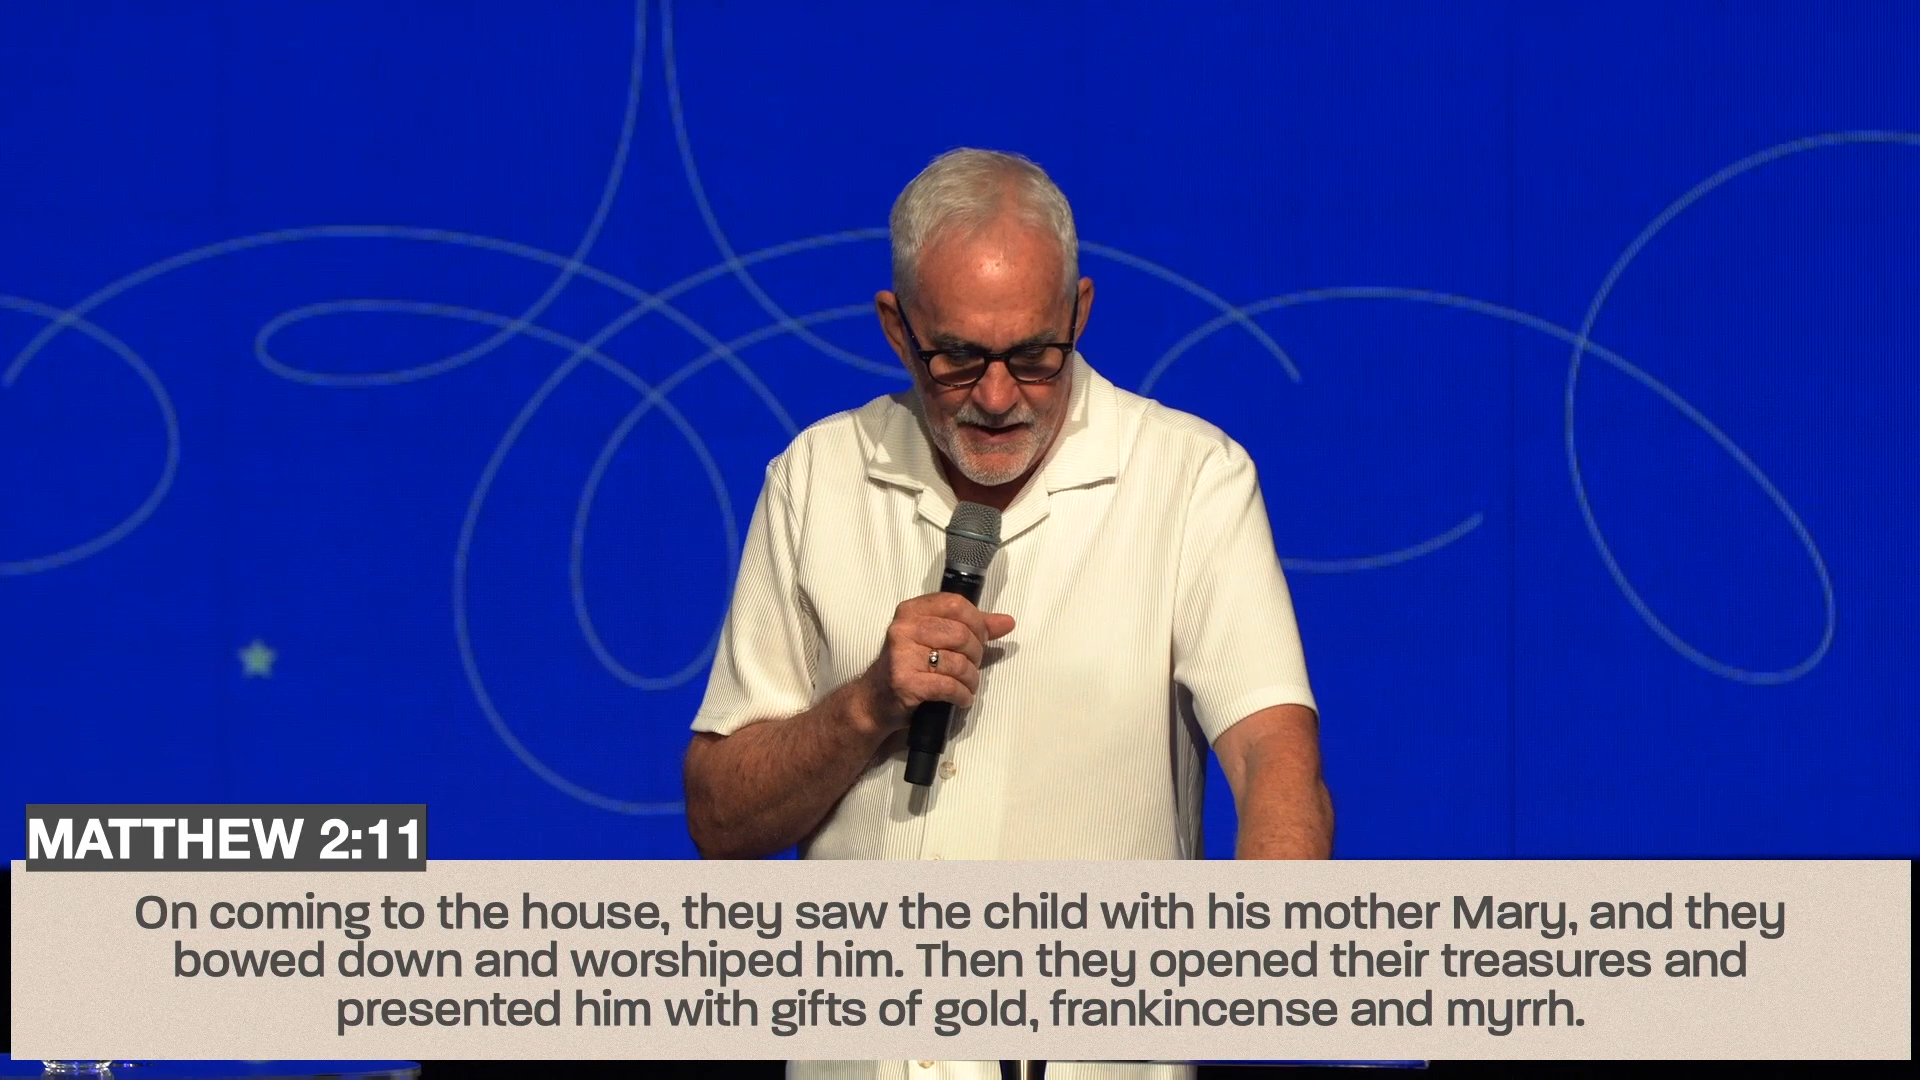 MATTHEW 2:11
On coming to the house, they saw the child with his mother Mary, and they
bowed down and worshiped him. Then they opened their treasures and
presented him with gifts of gold, frankincense and myrrh.